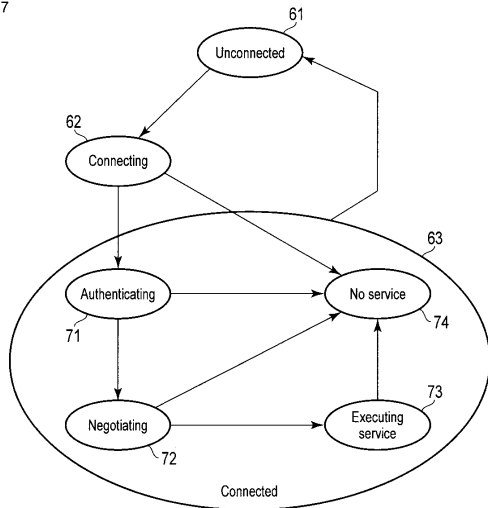 7
61
Unconnected
62
Connecting
63
Authenticating
71
No service
74
Negotiating
72
73
Executing
service
Connected